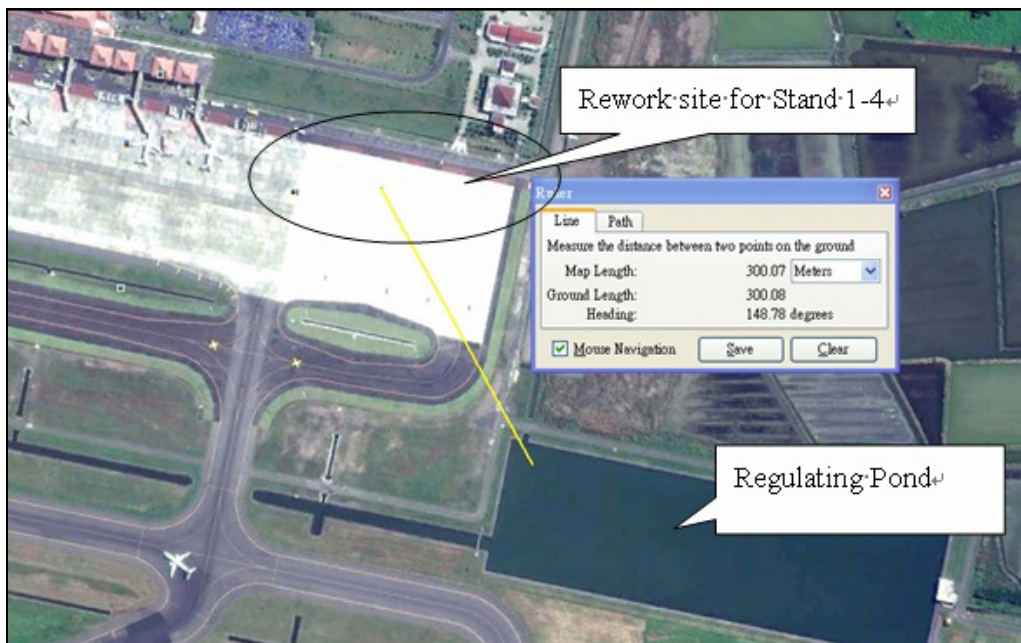 Rework site for Stand 1-4
Ruler
Line Path
Measure the distance between two points on the ground
Map Length: 300.07 Meters
Ground Length: 300.08
Heading: 148.78 degrees
Mouse Navigation Save Clear
Regulating Pond